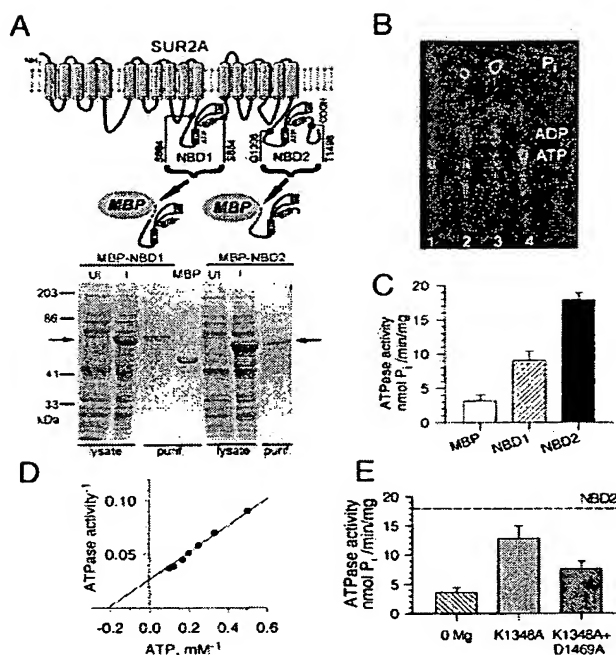 A
SUR2A
ATP
NBD1
ATP
COOH
NBD2
MBP
MBP
MBP-NBD1
MBP
MBP-NBD2
UI
I
UI
I
203
86
41
33
kDa
lysate
purif.
lysate
purif.
B
Pi
ADP
ATP
1 2 3 4
C
ATPase activity
nmol Pi/min/mg
20
15
10
5
0
MBP
NBD1
NBD2
D
ATPase activity-1
0.10
0.05
-0.2 0.0 0.2 0.4 0.6
ATP, mM-1
E
NBD2
ATPase activity
nmol Pi/min/mg
20
15
10
5
0
0 Mg
K1348A
K1348A+
D1469A